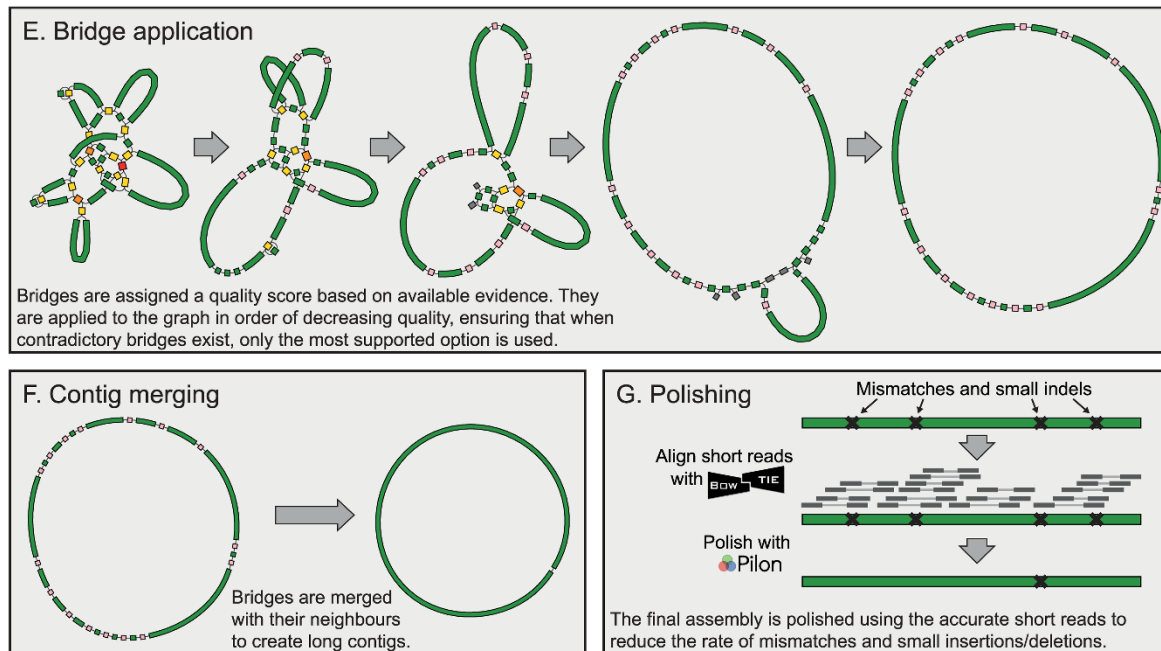 E. Bridge application
Bridges are assigned a quality score based on available evidence. They
are applied to the graph in order of decreasing quality, ensuring that when
contradictory bridges exist, only the most supported option is used.
F. Contig merging
Bridges are merged
with their neighbours
to create long contigs.
G. Polishing
Mismatches and small indels
Align short reads
with BOW TIE
Polish with
Pilon
The final assembly is polished using the accurate short reads to
reduce the rate of mismatches and small insertions/deletions.